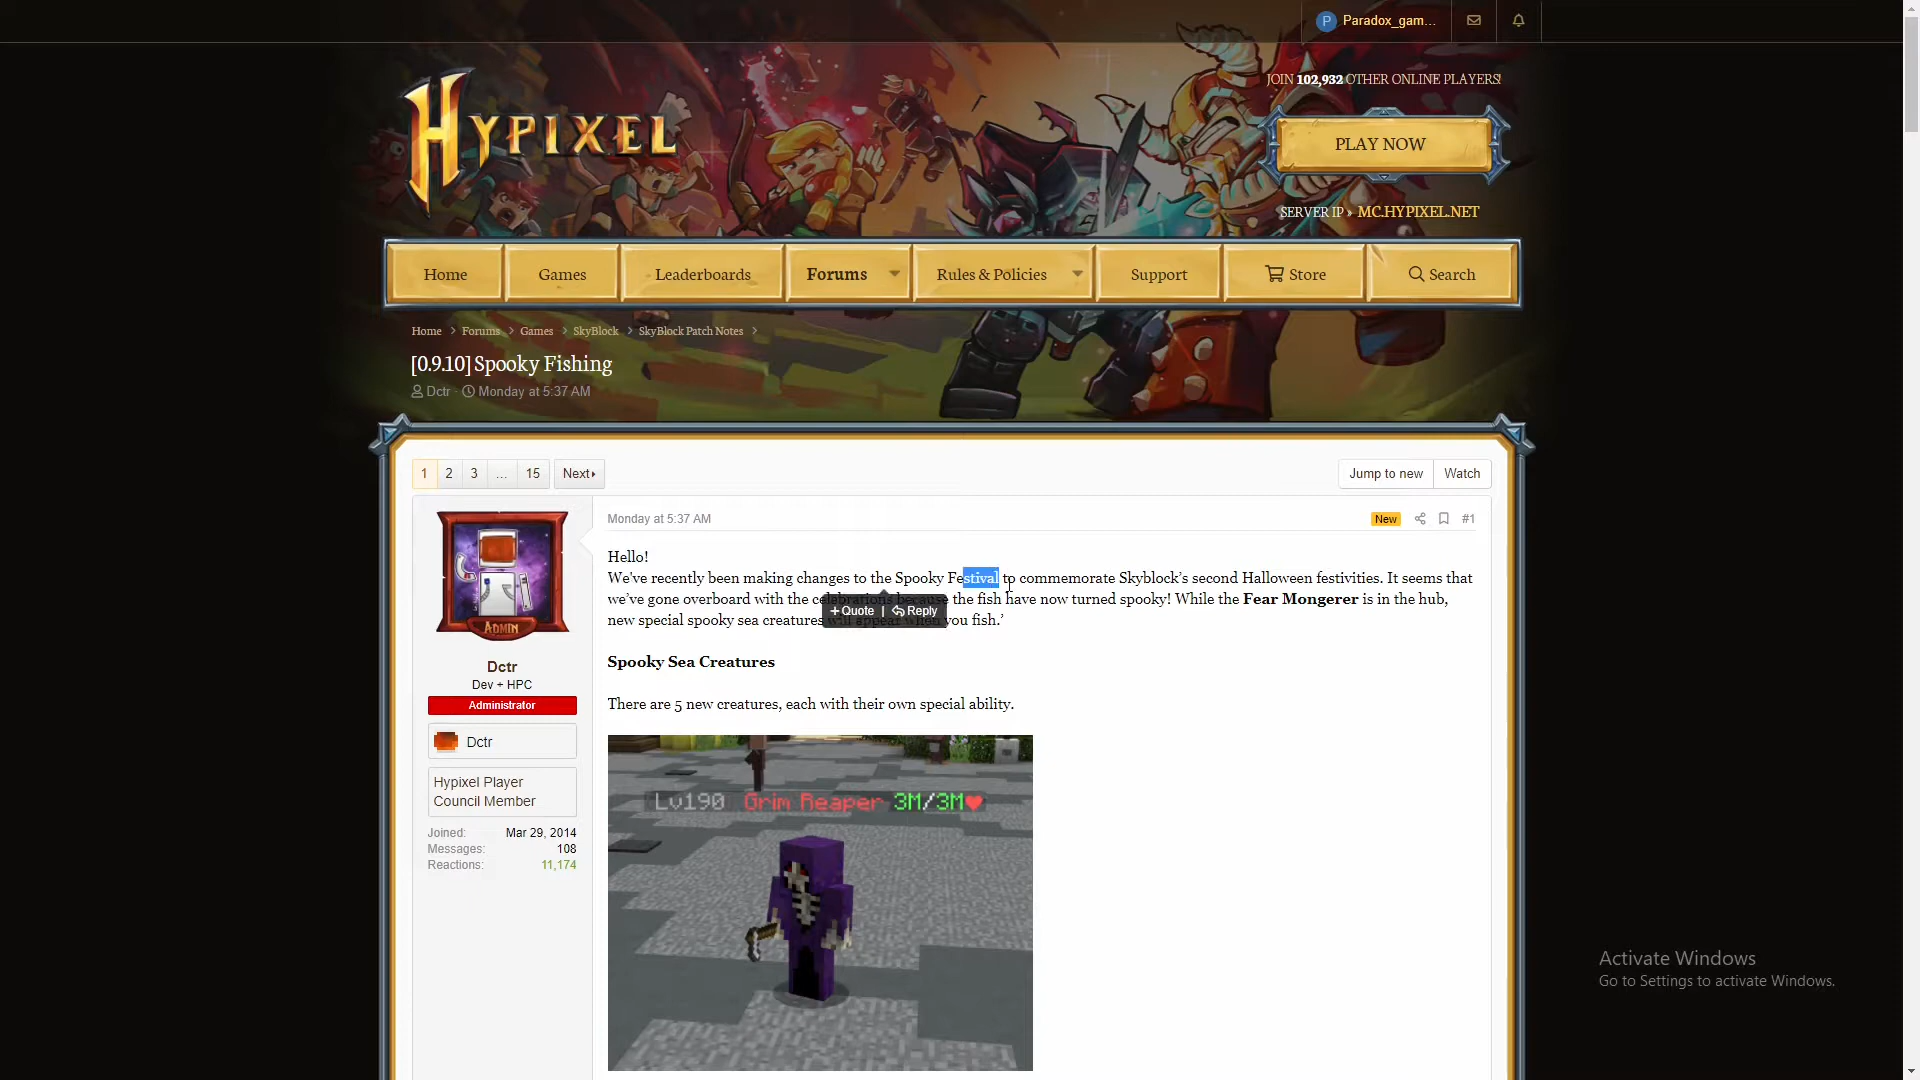 Paradox_gam...
JOIN 102,932 OTHER ONLINE PLAYERS!
HYPIXEL
PLAY NOW
SERVER IP » MC.HYPIXEL.NET
Home
Games
Leaderboards
Forums
Rules & Policies
Support
Store
Search
Home > Forums > Games > SkyBlock > SkyBlock Patch Notes >
[0.9.10] Spooky Fishing
Dctr · Monday at 5:37 AM
1 2 3 ... 15 Next
Jump to new Watch
Monday at 5:37 AM
New
#1
ADMIN
Dctr
Dev + HPC
Administrator
Dctr
Hypixel Player
Council Member
Joined: Mar 29, 2014
Messages: 108
Reactions: 11,174
Hello!
We've recently been making changes to the Spooky Festival to commemorate Skyblock’s second Halloween festivities. It seems that
we’ve gone overboard with the celebrations because the fish have now turned spooky! While the Fear Mongerer is in the hub,
+ Quote | Reply
new special spooky sea creatures will appear when you fish.’
Spooky Sea Creatures
There are 5 new creatures, each with their own special ability.
Lv190 Grim Reaper 3M/3M❤
Activate Windows
Go to Settings to activate Windows.